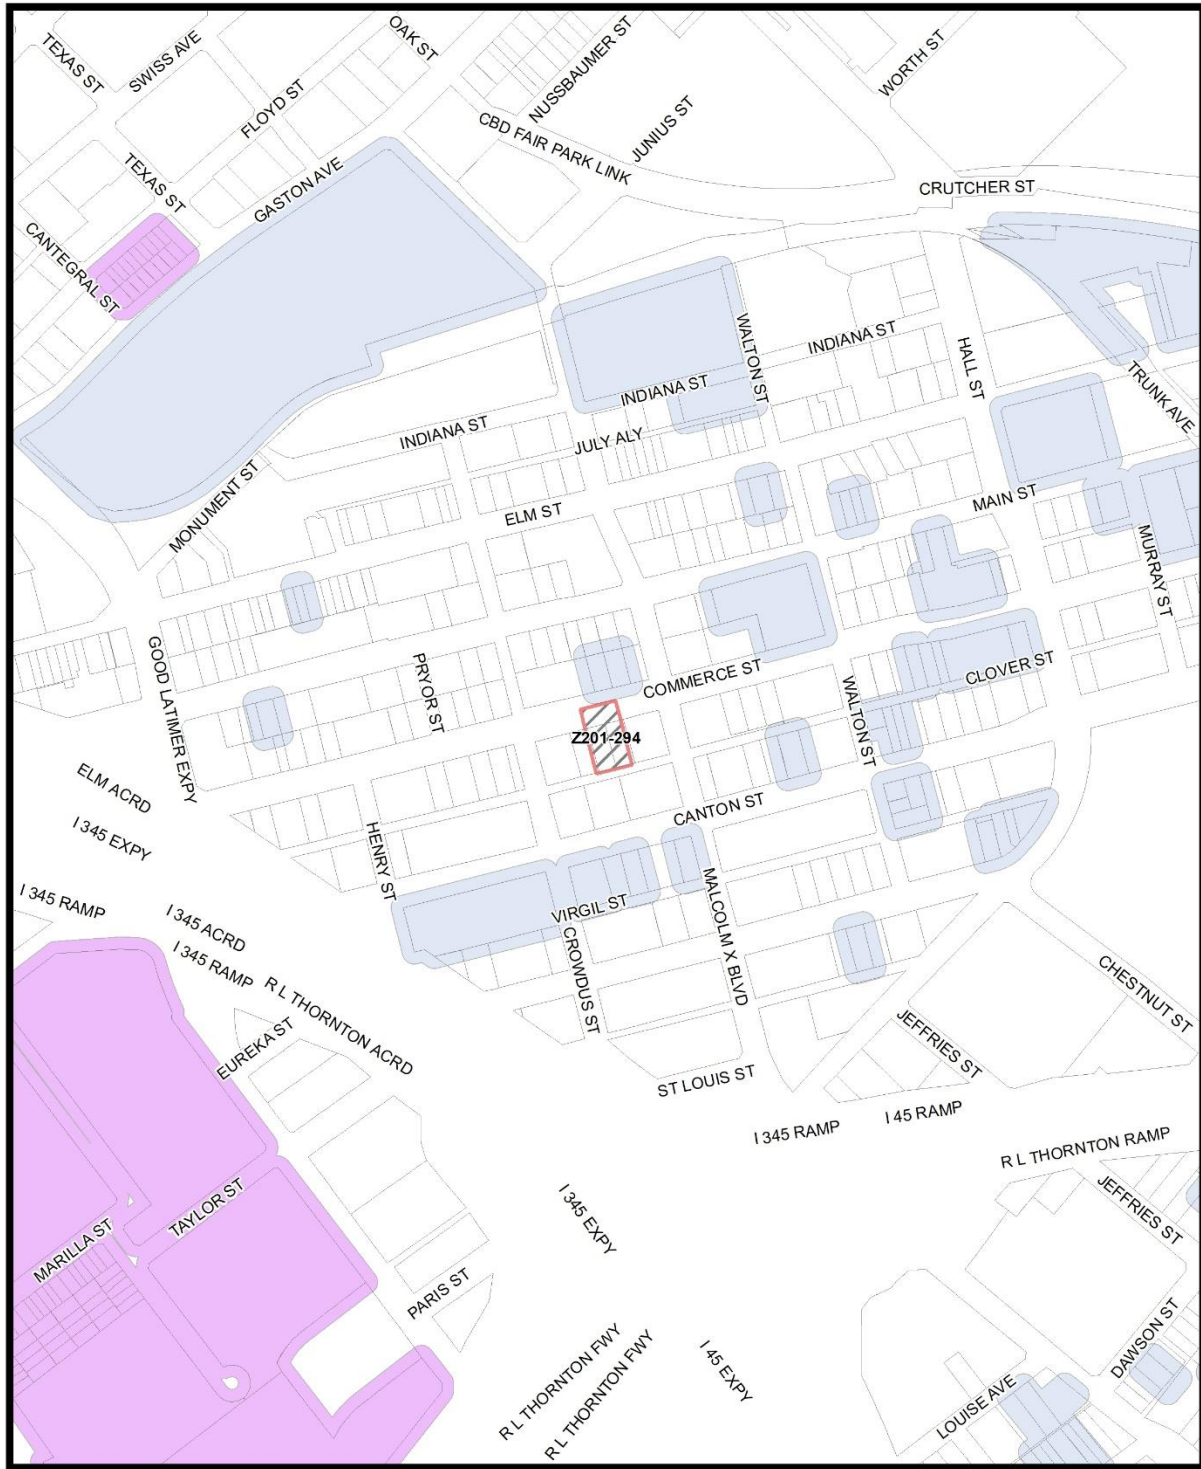 OAK ST
NUSSBAUMER ST
WORTH ST
TEXAS ST
SWISS AVE
FLOYD ST
CBD FAIR PARK LINK
JUNIUS ST
TEXAS ST
GASTON AVE
CRUTCHER ST
CANTEGRAL ST
WALTON ST
INDIANA ST
HALL ST
INDIANA ST
TRUNK AVE
INDIANA ST
JULY ALY
MONUMENT ST
ELM ST
MAIN ST
MURRAY ST
GOOD LATIMER EXPY
PRYOR ST
COMMERCE ST
CLOVER ST
WALTON ST
Z201-294
ELM ACRD
I 345 EXPY
HENRY ST
CANTON ST
I 345 RAMP
I 345 ACRD
VIRGIL ST
MALCOLM X BLVD
I 345 RAMP
CROWDUS ST
R L THORNTON ACRD
CHESTNUT ST
EUREKA ST
JEFFRIES ST
ST LOUIS ST
I 345 RAMP
I 45 RAMP
R L THORNTON RAMP
JEFFRIES ST
TAYLOR ST
I 345 EXPY
MARILLA ST
PARIS ST
DAWSON ST
R L THORNTON FWY
R L THORNTON FWY
I 45 EXPY
LOUISE AVE